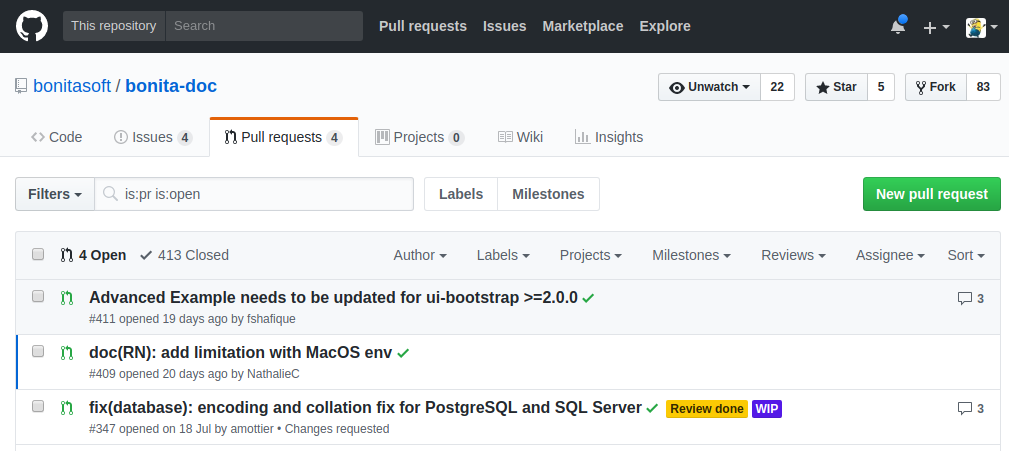 This repository Search Pull requests Issues Marketplace Explore
bonitasoft / bonita-doc Unwatch 22 Star 5 Fork 83
Code Issues 4 Pull requests 4 Projects 0 Wiki Insights
Filters is:pr is:open Labels Milestones New pull request
4 Open 413 Closed Author Labels Projects Milestones Reviews Assignee Sort
Advanced Example needs to be updated for ui-bootstrap >=2.0.0 3
#411 opened 19 days ago by fshafique
doc(RN): add limitation with MacOS env
#409 opened 20 days ago by NathalieC
fix(database): encoding and collation fix for PostgreSQL and SQL Server Review done WIP 3
#347 opened on 18 Jul by amottier • Changes requested